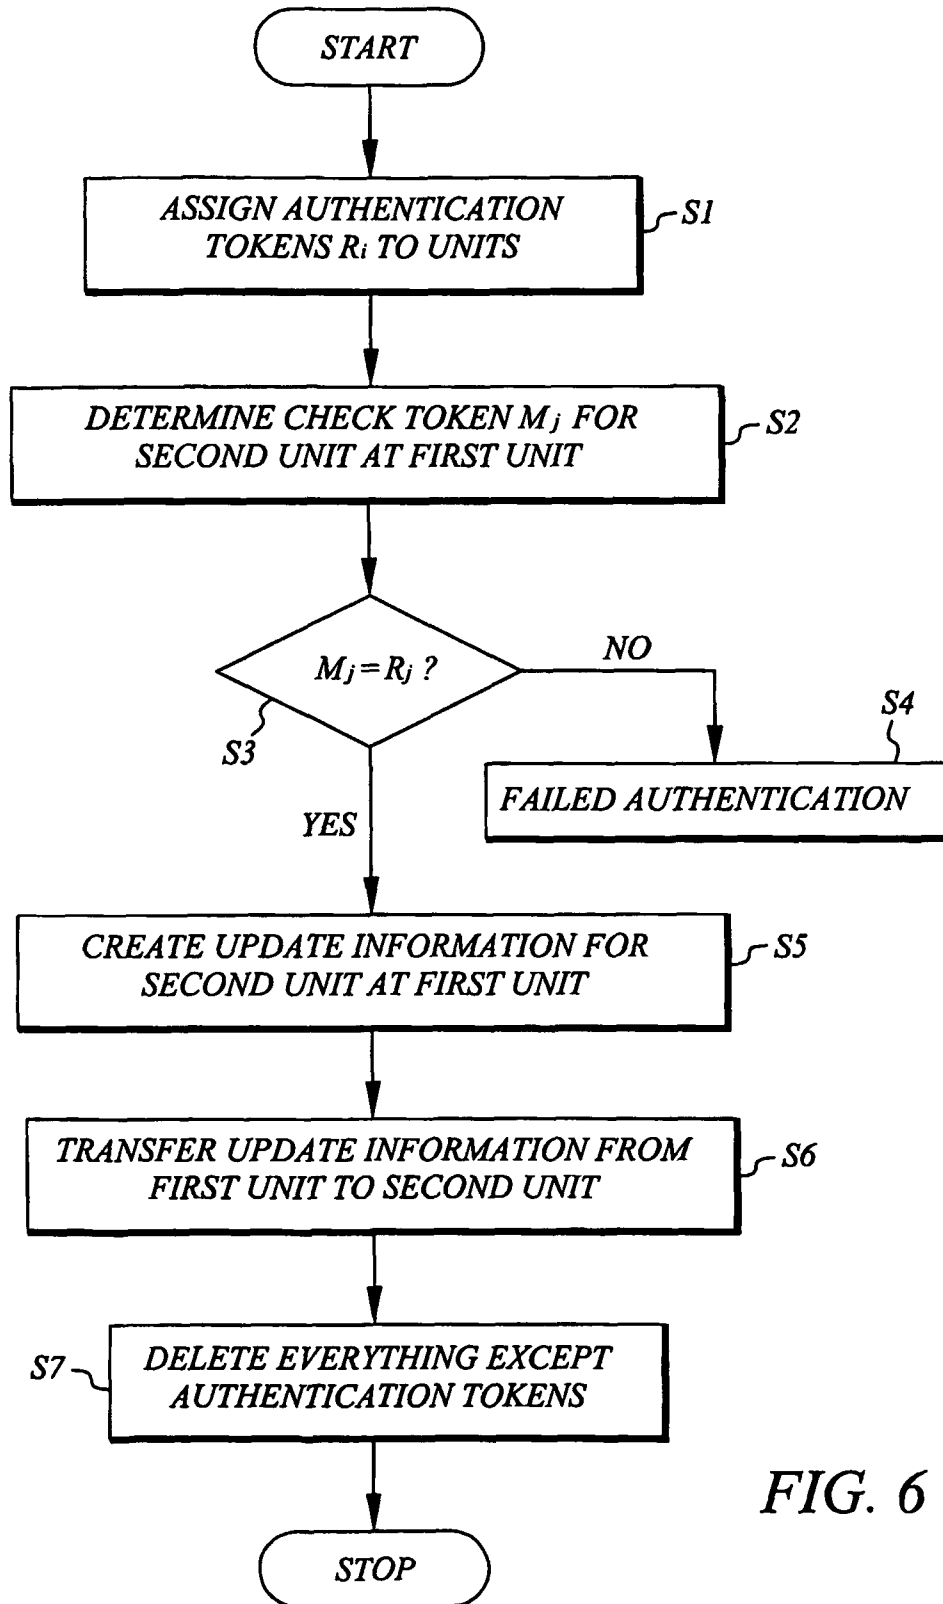 START
ASSIGN AUTHENTICATION
TOKENS Ri TO UNITS
S1
DETERMINE CHECK TOKEN Mj FOR
SECOND UNIT AT FIRST UNIT
S2
Mj = Rj ?
S3
NO
S4
FAILED AUTHENTICATION
YES
CREATE UPDATE INFORMATION FOR
SECOND UNIT AT FIRST UNIT
S5
TRANSFER UPDATE INFORMATION FROM
FIRST UNIT TO SECOND UNIT
S6
S7
DELETE EVERYTHING EXCEPT
AUTHENTICATION TOKENS
STOP
FIG. 6